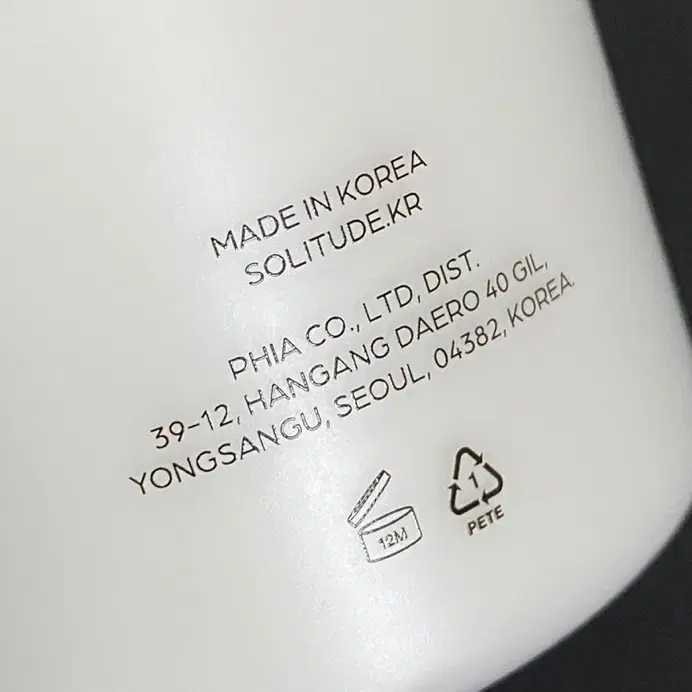 MADE IN KOREA
SOLITUDE.KR
PHIA CO., LTD, DIST.
39-12, HANGANG DAERO 40 GIL,
YONGSANGU, SEOUL, 04382, KOREA.
12M
1
PETE